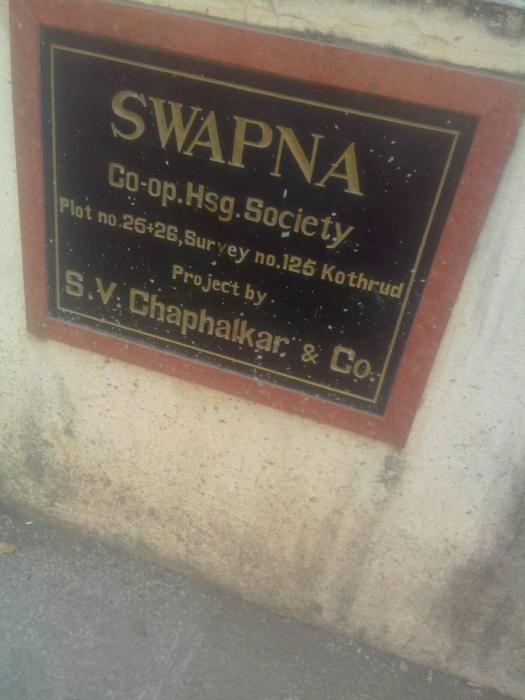 SWAPNA
Co-op.Hsg.Society
Plot no.25+26,Survey no.125 Kothrud
Project by
S.V. Chaphalkar & Co.